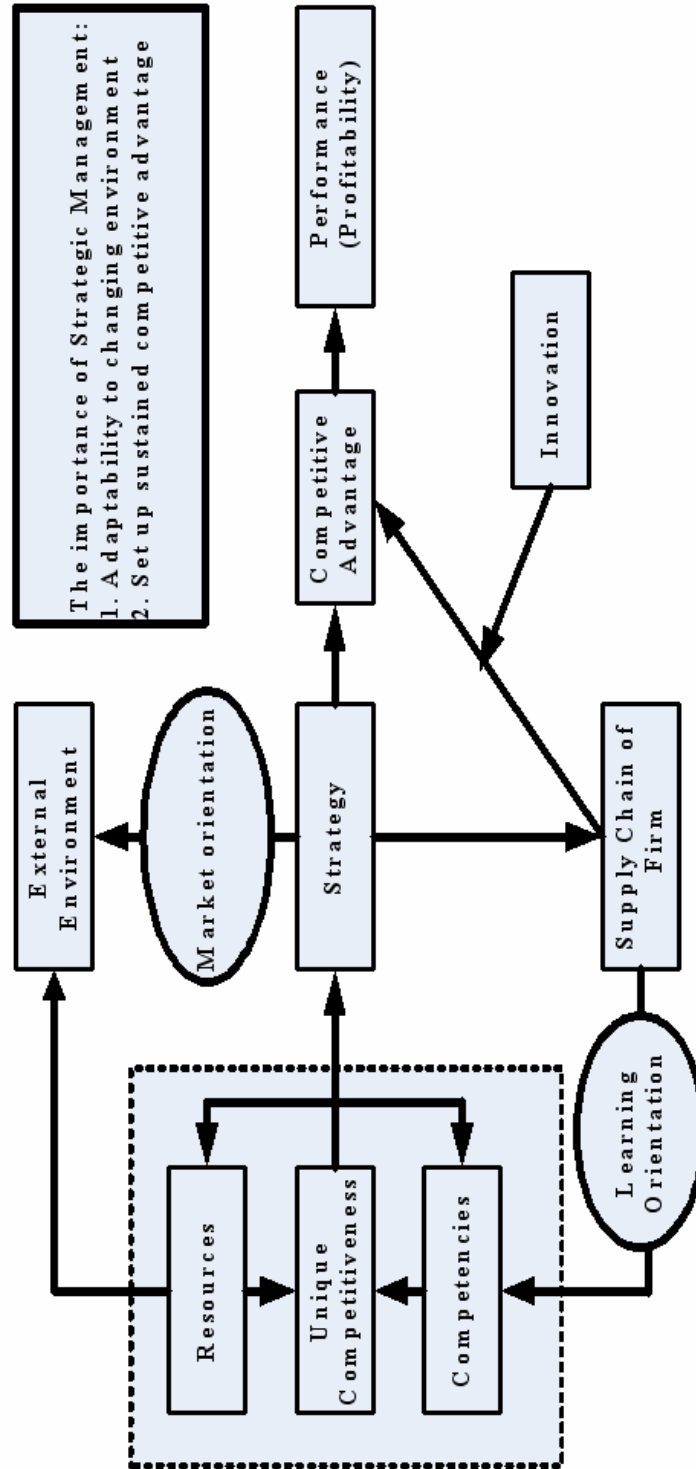 The importance of Strategic Management:
1. Adaptability to changing environment
2. Set up sustained competitive advantage
External
Environment
Market orientation
Resources
Unique
Competitiveness
Competencies
Strategy
Competitive
Advantage
Performance
(Profitability)
Innovation
Learning
Orientation
Supply Chain of
Firm